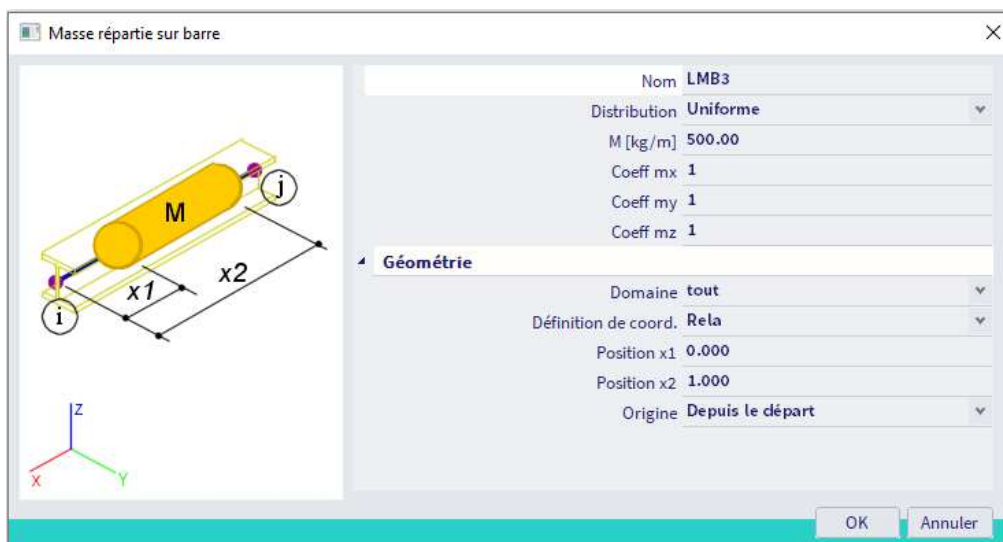 Masse répartie sur barre
M
i
j
x1
x2
Z
X
Y
Nom LMB3
Distribution Uniforme
M [kg/m] 500.00
Coeff mx 1
Coeff my 1
Coeff mz 1
Géométrie
Domaine tout
Définition de coord. Rela
Position x1 0.000
Position x2 1.000
Origine Depuis le départ
OK Annuler